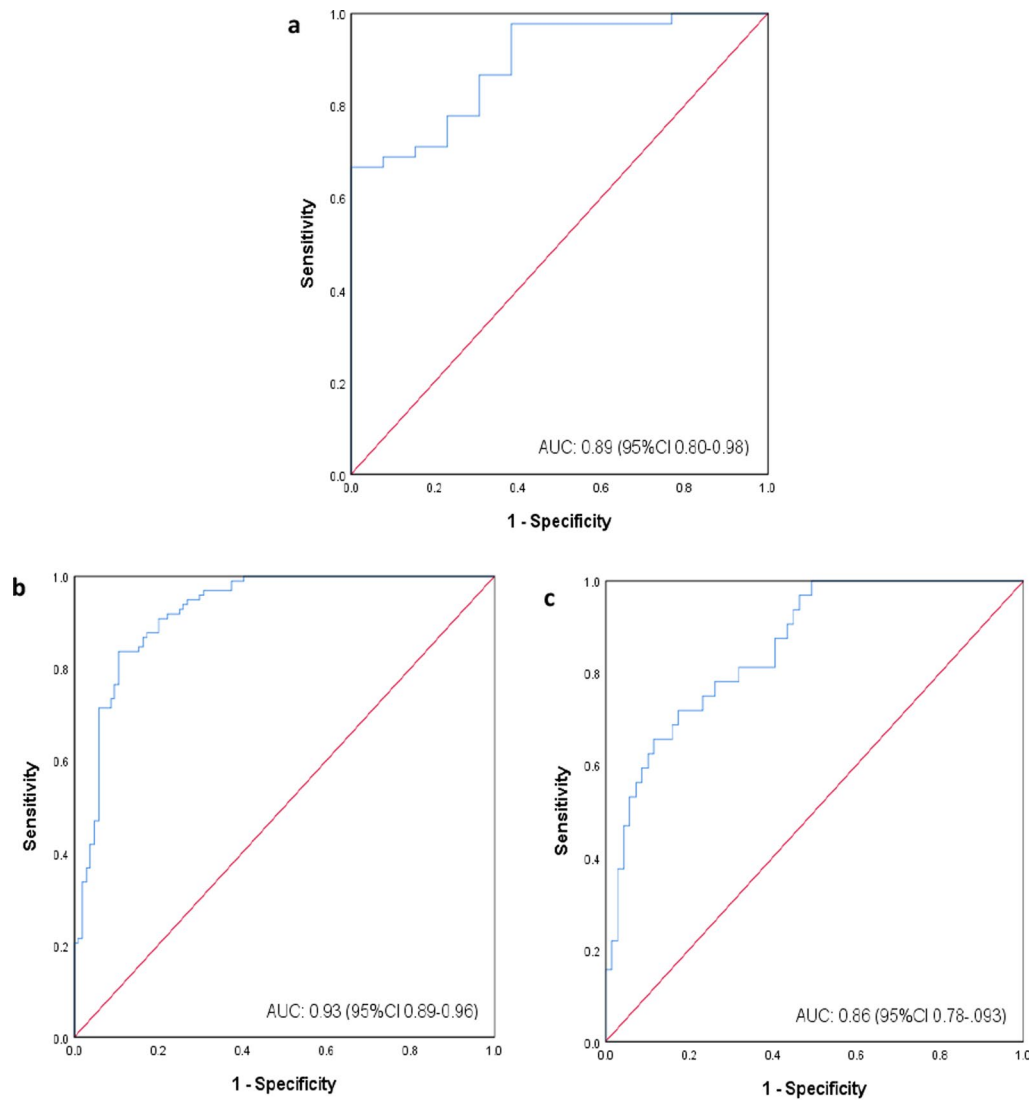 a
1.0
0.8
0.6
0.4
0.2
0.0
Sensitivity
AUC: 0.89 (95%CI 0.80-0.98)
0.0 0.2 0.4 0.6 0.8 1.0
1 - Specificity
b
1.0
0.8
0.6
0.4
0.2
0.0
Sensitivity
AUC: 0.93 (95%CI 0.89-0.96)
0.0 0.2 0.4 0.6 0.8 1.0
1 - Specificity
c
1.0
0.8
0.6
0.4
0.2
0.0
Sensitivity
AUC: 0.86 (95%CI 0.78-.093)
0.0 0.2 0.4 0.6 0.8 1.0
1 - Specificity